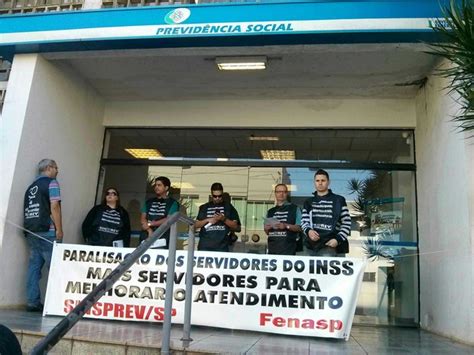 PREVIDÊNCIA SOCIAL
PARALISAÇÃO DOS SERVIDORES DO INSS
MAIS SERVIDORES PARA
MELHORAR O ATENDIMENTO
SINSPREV/SP Fenasp